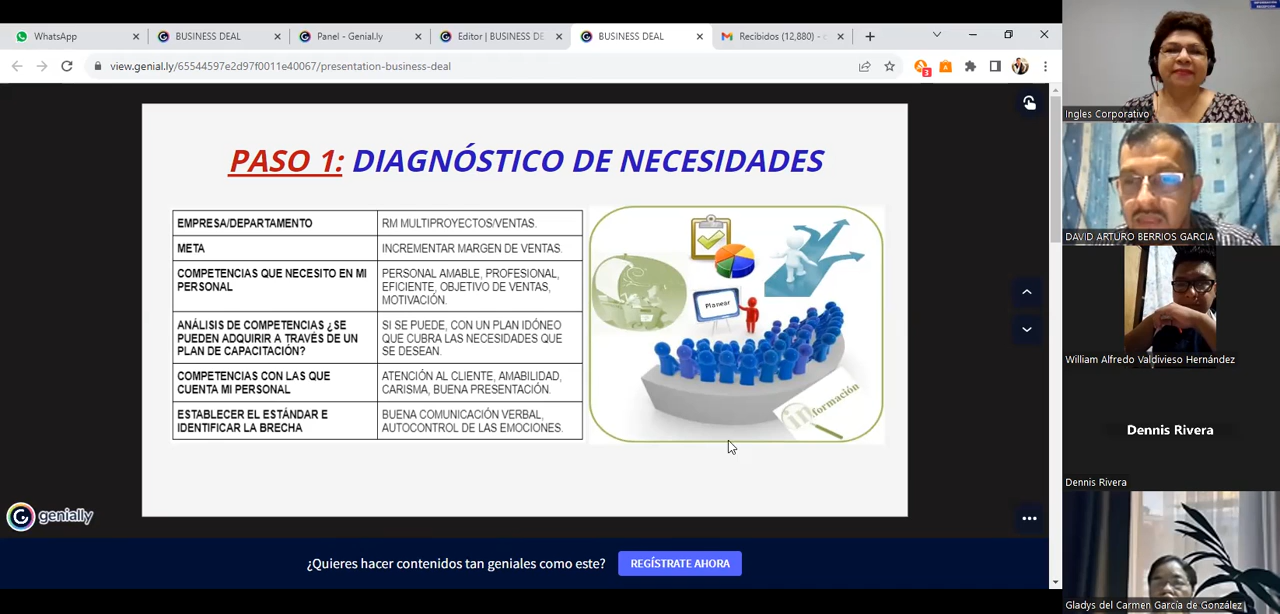 WhatsApp
BUSINESS DEAL
Panel - Genial.ly
Editor | BUSINESS DE
BUSINESS DEAL
Recibidos (12,880) - c
view.genial.ly/65544597e2d97f0011e40067/presentation-business-deal
3
PASO 1: DIAGNÓSTICO DE NECESIDADES
EMPRESA/DEPARTAMENTO
RM MULTIPROYECTOS/VENTAS.
META
INCREMENTAR MARGEN DE VENTAS.
COMPETENCIAS QUE NECESITO EN MI
PERSONAL
PERSONAL AMABLE, PROFESIONAL,
EFICIENTE, OBJETIVO DE VENTAS,
MOTIVACIÓN.
ANÁLISIS DE COMPETENCIAS ¿SE
PUEDEN ADQUIRIR A TRAVÉS DE UN
PLAN DE CAPACITACIÓN?
SI SE PUEDE, CON UN PLAN IDÓNEO
QUE CUBRA LAS NECESIDADES QUE
SE DESEAN.
COMPETENCIAS CON LAS QUE
CUENTA MI PERSONAL
ATENCIÓN AL CLIENTE, AMABILIDAD,
CARISMA, BUENA PRESENTACIÓN.
ESTABLECER EL ESTÁNDAR E
IDENTIFICAR LA BRECHA
BUENA COMUNICACIÓN VERBAL,
AUTOCONTROL DE LAS EMOCIONES.
Planear
in.formación
genially
¿Quieres hacer contenidos tan geniales como este?
REGÍSTRATE AHORA
Ingles Corporativo
DAVID ARTURO BERRIOS GARCIA
William Alfredo Valdivieso Hernández
Dennis Rivera
Dennis Rivera
Gladys del Carmen García de González